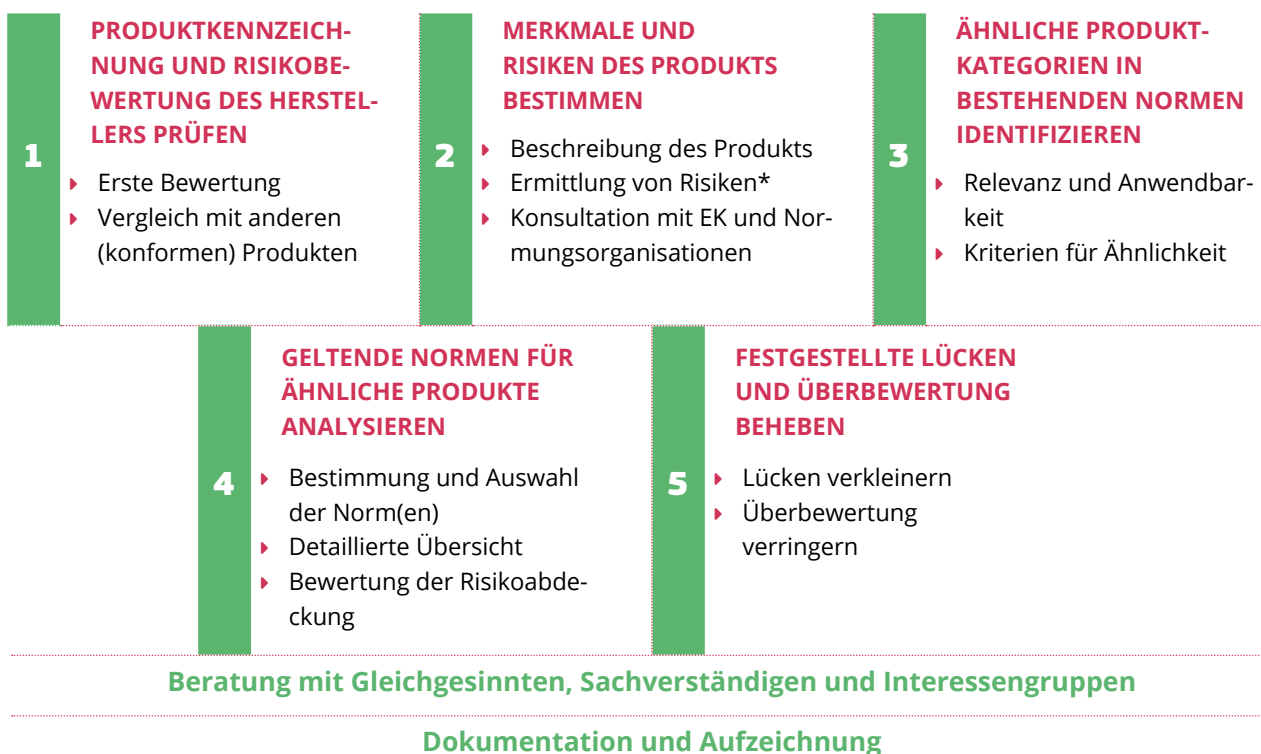 1
PRODUKTKENNZEICH-
NUNG UND RISIKOBE-
WERTUNG DES HERSTEL-
LERS PRÜFEN
Erste Bewertung
Vergleich mit anderen
(konformen) Produkten
2
MERKMALE UND
RISIKEN DES PRODUKTS
BESTIMMEN
Beschreibung des Produkts
Ermittlung von Risiken*
Konsultation mit EK und Nor-
mungsorganisationen
3
ÄHNLICHE PRODUKT-
KATEGORIEN IN
BESTEHENDEN NORMEN
IDENTIFIZIEREN
Relevanz und Anwendbar-
keit
Kriterien für Ähnlichkeit
4
GELTENDE NORMEN FÜR
ÄHNLICHE PRODUKTE
ANALYSIEREN
Bestimmung und Auswahl
der Norm(en)
Detaillierte Übersicht
Bewertung der Risikoabde-
ckung
5
FESTGESTELLTE LÜCKEN
UND ÜBERBEWERTUNG
BEHEBEN
Lücken verkleinern
Überbewertung
verringern
Beratung mit Gleichgesinnten, Sachverständigen und Interessengruppen
Dokumentation und Aufzeichnung